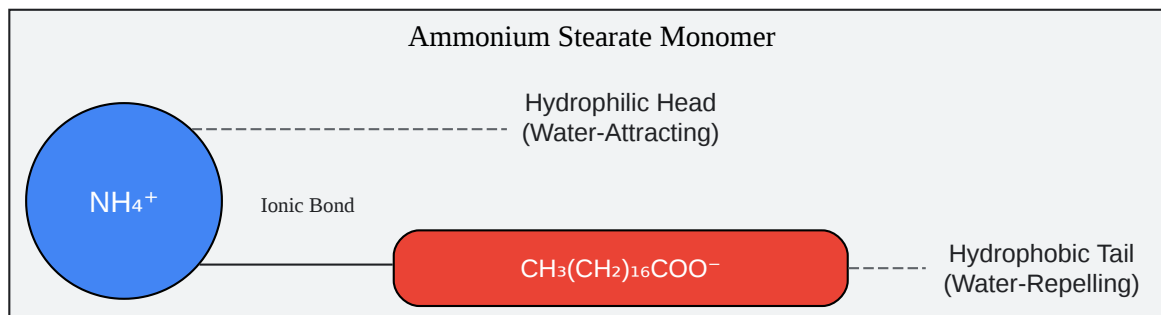 Ammonium Stearate Monomer
Hydrophilic Head
(Water-Attracting)
NH₄⁺
Ionic Bond
CH₃(CH₂)₁₆COO⁻
Hydrophobic Tail
(Water-Repelling)